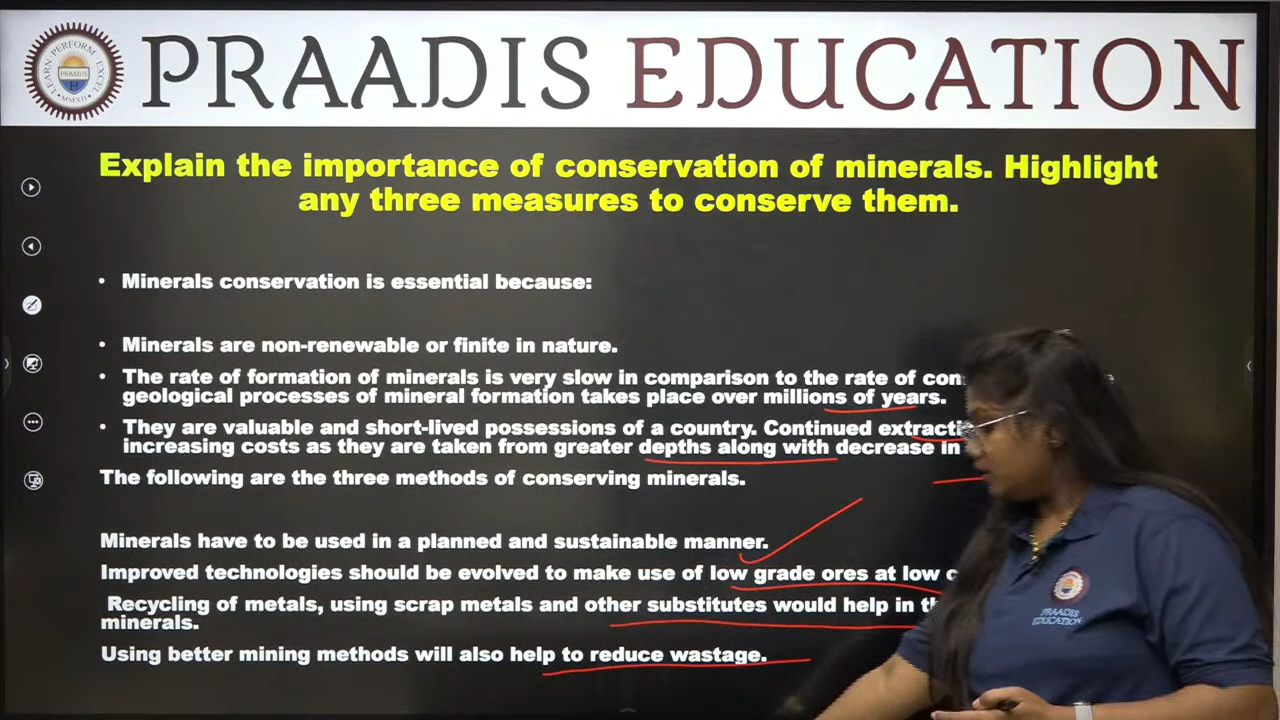 PRAADIS EDUCATION
LEARN PERFORM EXCEL
PRAADIS
MMXII
Explain the importance of conservation of minerals. Highlight
any three measures to conserve them.
• Minerals conservation is essential because:
• Minerals are non-renewable or finite in nature.
• The rate of formation of minerals is very slow in comparison to the rate of con
geological processes of mineral formation takes place over millions of years.
• They are valuable and short-lived possessions of a country. Continued extracti
increasing costs as they are taken from greater depths along with decrease in
The following are the three methods of conserving minerals.
Minerals have to be used in a planned and sustainable manner.
Improved technologies should be evolved to make use of low grade ores at low c
Recycling of metals, using scrap metals and other substitutes would help in th
minerals.
Using better mining methods will also help to reduce wastage.
PRAADIS
EDUCATION